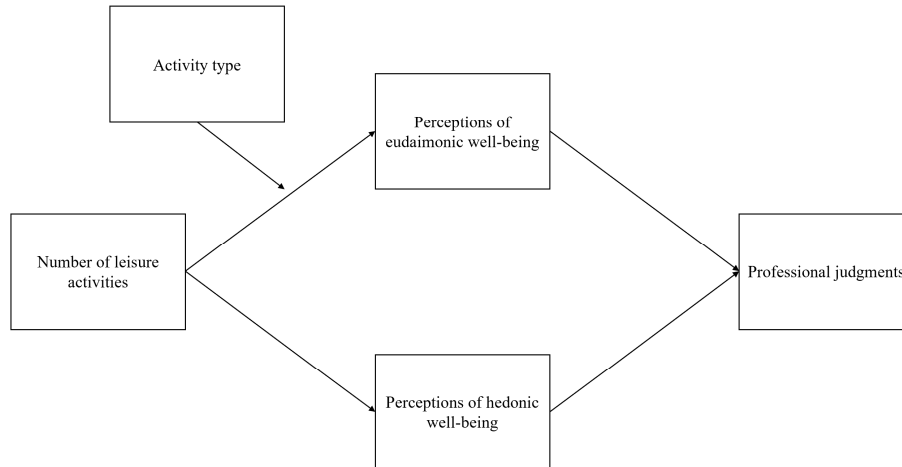 Activity type
Perceptions of
eudaimonic well-being
Number of leisure
activities
Professional judgments
Perceptions of hedonic
well-being